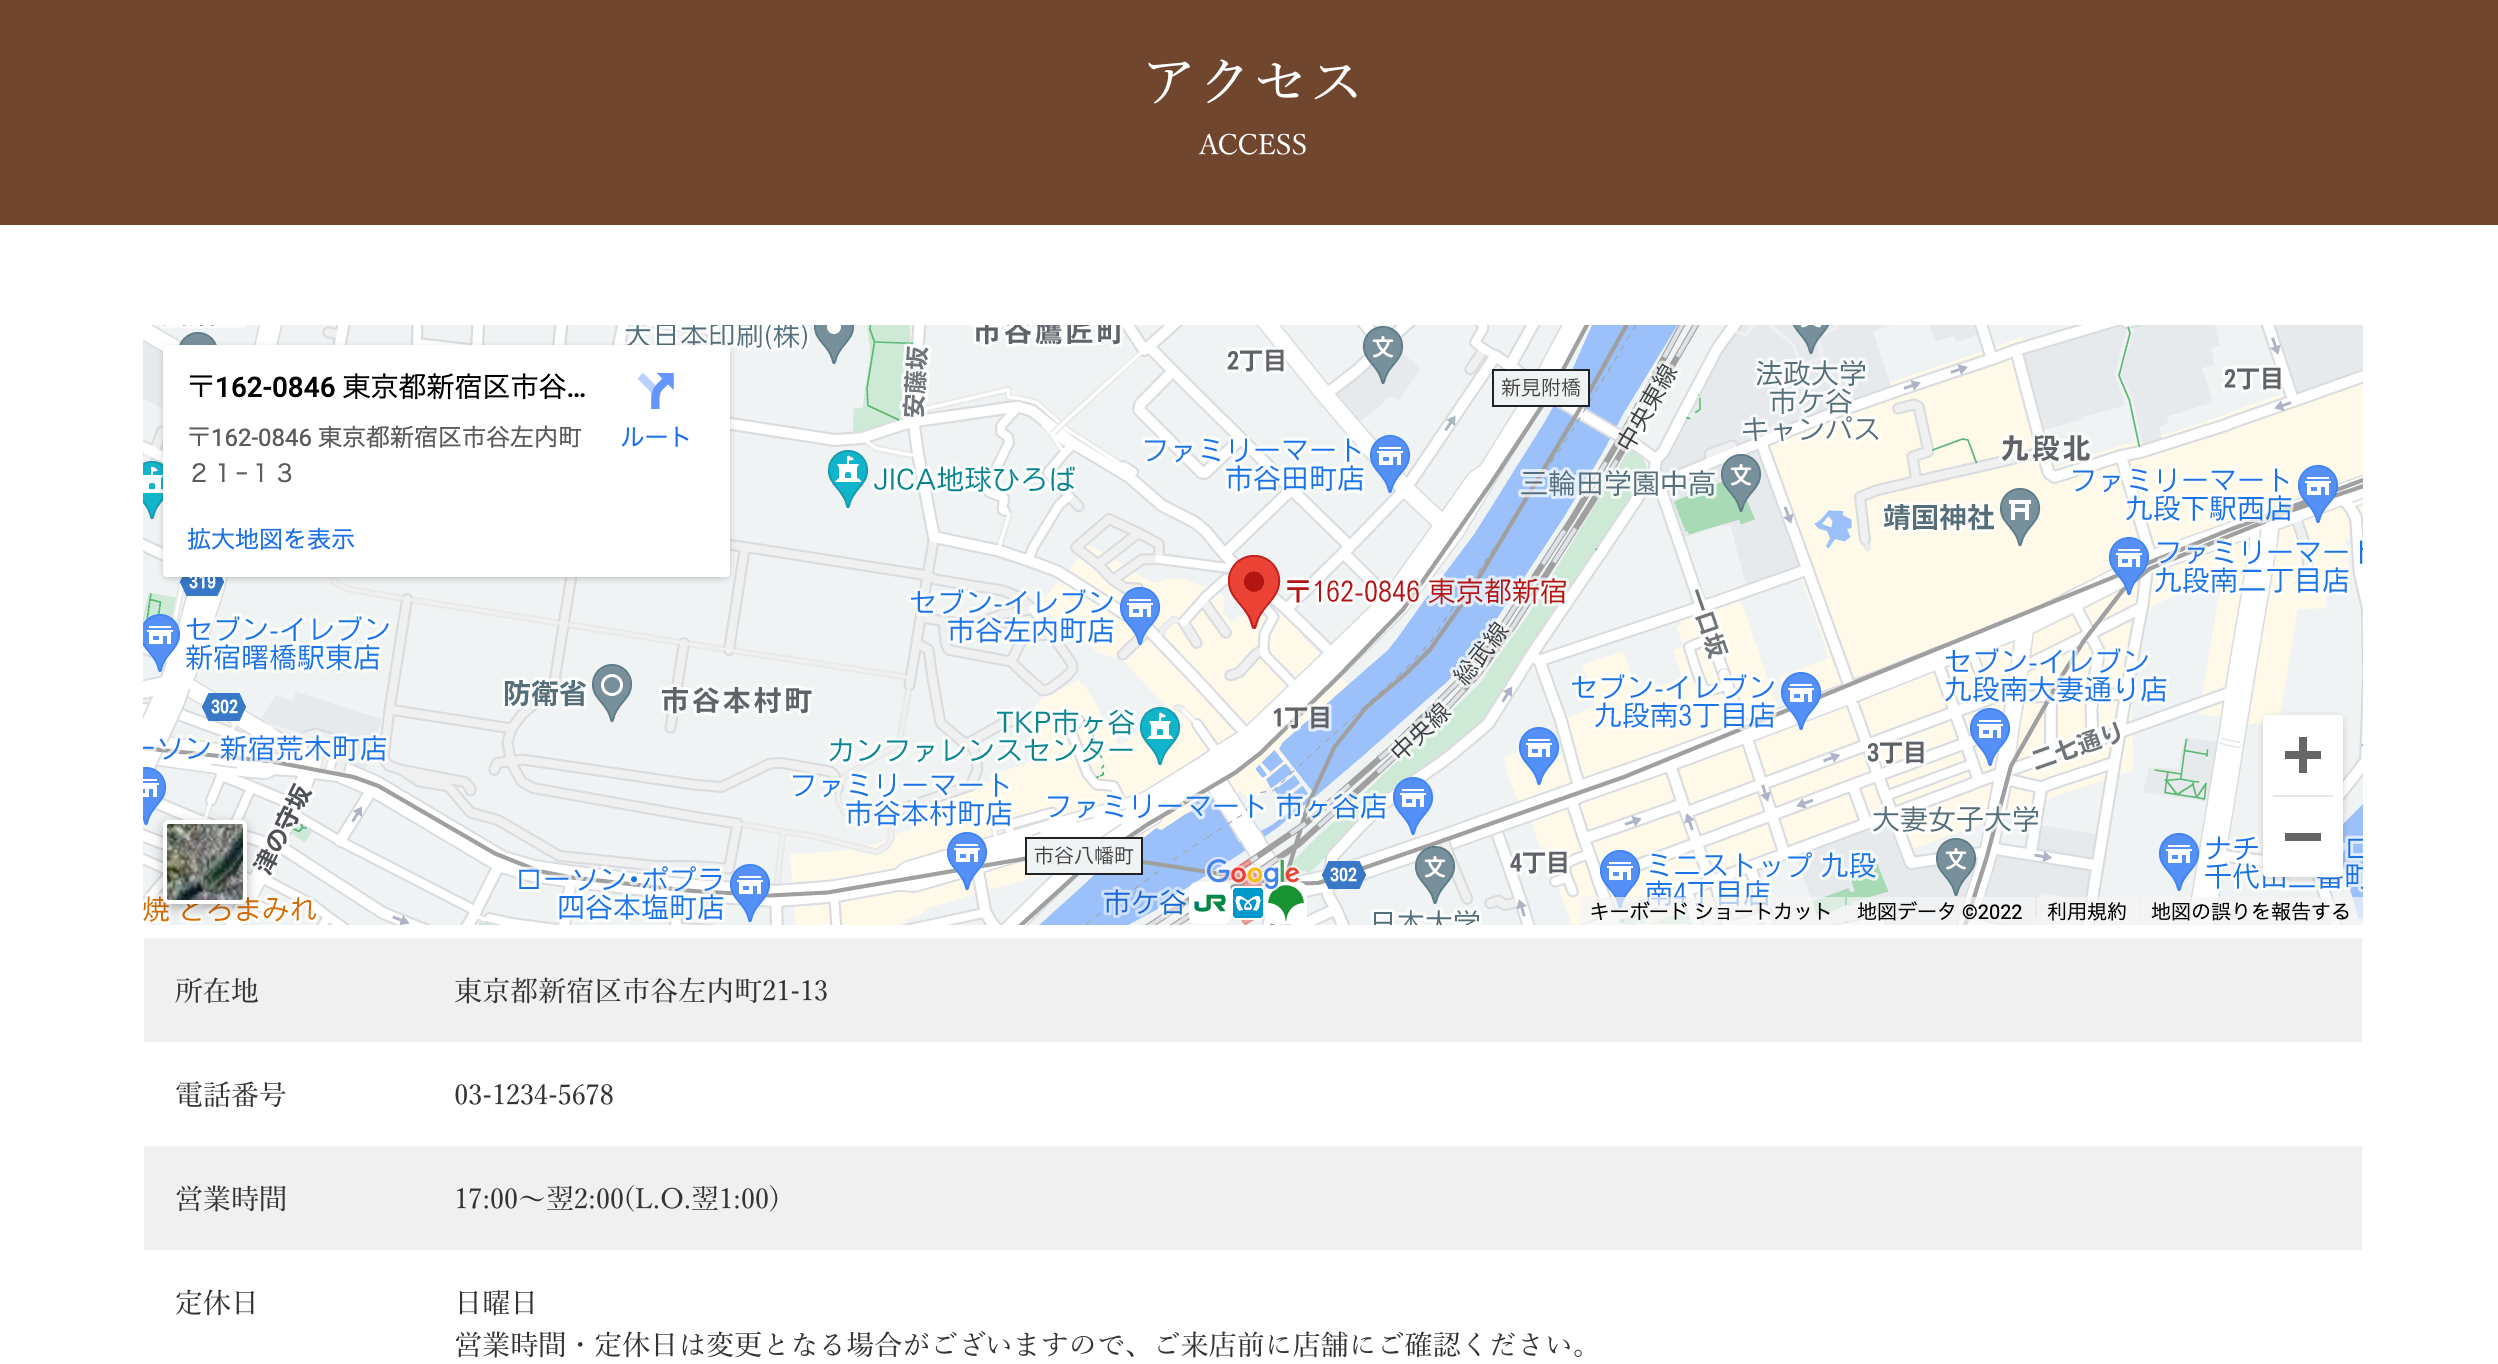 アクセス
ACCESS
大日本印刷(株)
市谷鷹匠町
安藤坂
2丁目
新見附橋
中央東線
法政大学
市ケ谷
キャンパス
2丁目
〒162-0846 東京都新宿区市谷...
〒162-0846 東京都新宿区市谷左内町
２１−１３
ルート
拡大地図を表示
JICA地球ひろば
ファミリーマート
市谷田町店
三輪田学園中高
九段北
靖国神社
ファミリーマート
九段下駅西店
ファミリーマート
九段南二丁目店
319
セブン-イレブン
新宿曙橋駅東店
セブン-イレブン
市谷左内町店
〒162-0846 東京都新宿
一口坂
総武線
中央線
防衛省
市谷本村町
302
TKP市ヶ谷
カンファレンスセンター
1丁目
セブン-イレブン
九段南3丁目店
セブン-イレブン
九段南大妻通り店
ーソン 新宿荒木町店
3丁目
二七通り
津の守坂
ファミリーマート
市谷本村町店
ファミリーマート 市ヶ谷店
大妻女子大学
市谷八幡町
ローソン・ポプラ
四谷本塩町店
Google
市ケ谷
JR
302
4丁目
ミニストップ 九段
南4丁目店
ナチ
千代田二番町
焼 とろまみれ
日本大学
キーボード ショートカット 地図データ ©2022 利用規約 地図の誤りを報告する
所在地 東京都新宿区市谷左内町21-13
電話番号 03-1234-5678
営業時間 17:00〜翌2:00(L.O.翌1:00)
定休日 日曜日
営業時間・定休日は変更となる場合がございますので、ご来店前に店舗にご確認ください。